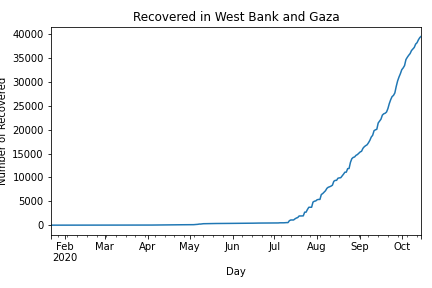 Recovered in West Bank and Gaza
40000
35000
30000
25000
20000
15000
10000
5000
0
Number of Recovered
Feb Mar Apr May Jun Jul Aug Sep Oct
2020
Day